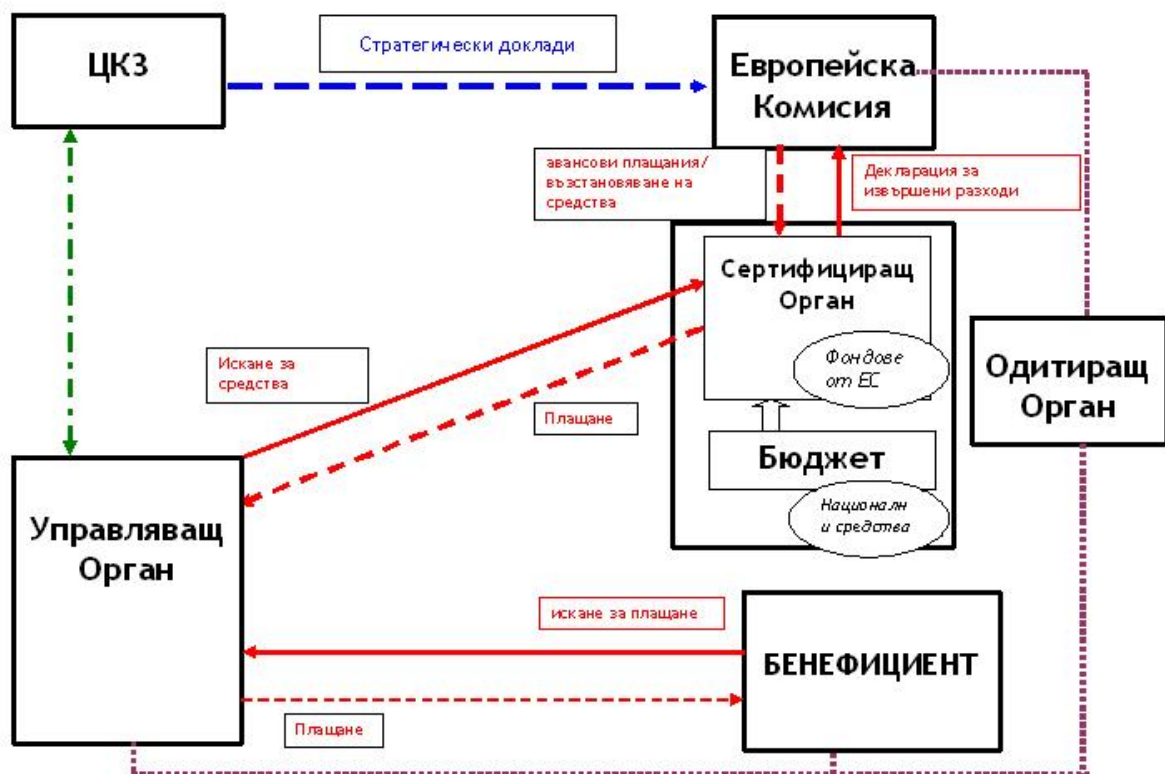 ЦКЗ
Стратегически доклади
Европейска
Комисия
авансови плащания/
възстановяване на
средства
Декларация за
извършени разходи
Сертифициращ
Орган
Фондове
от ЕС
Искане за
средства
Плащане
Бюджет
Националн
и средства
Одитиращ
Орган
Управляващ
Орган
искане за плащане
БЕНЕФИЦИЕНТ
Плащане